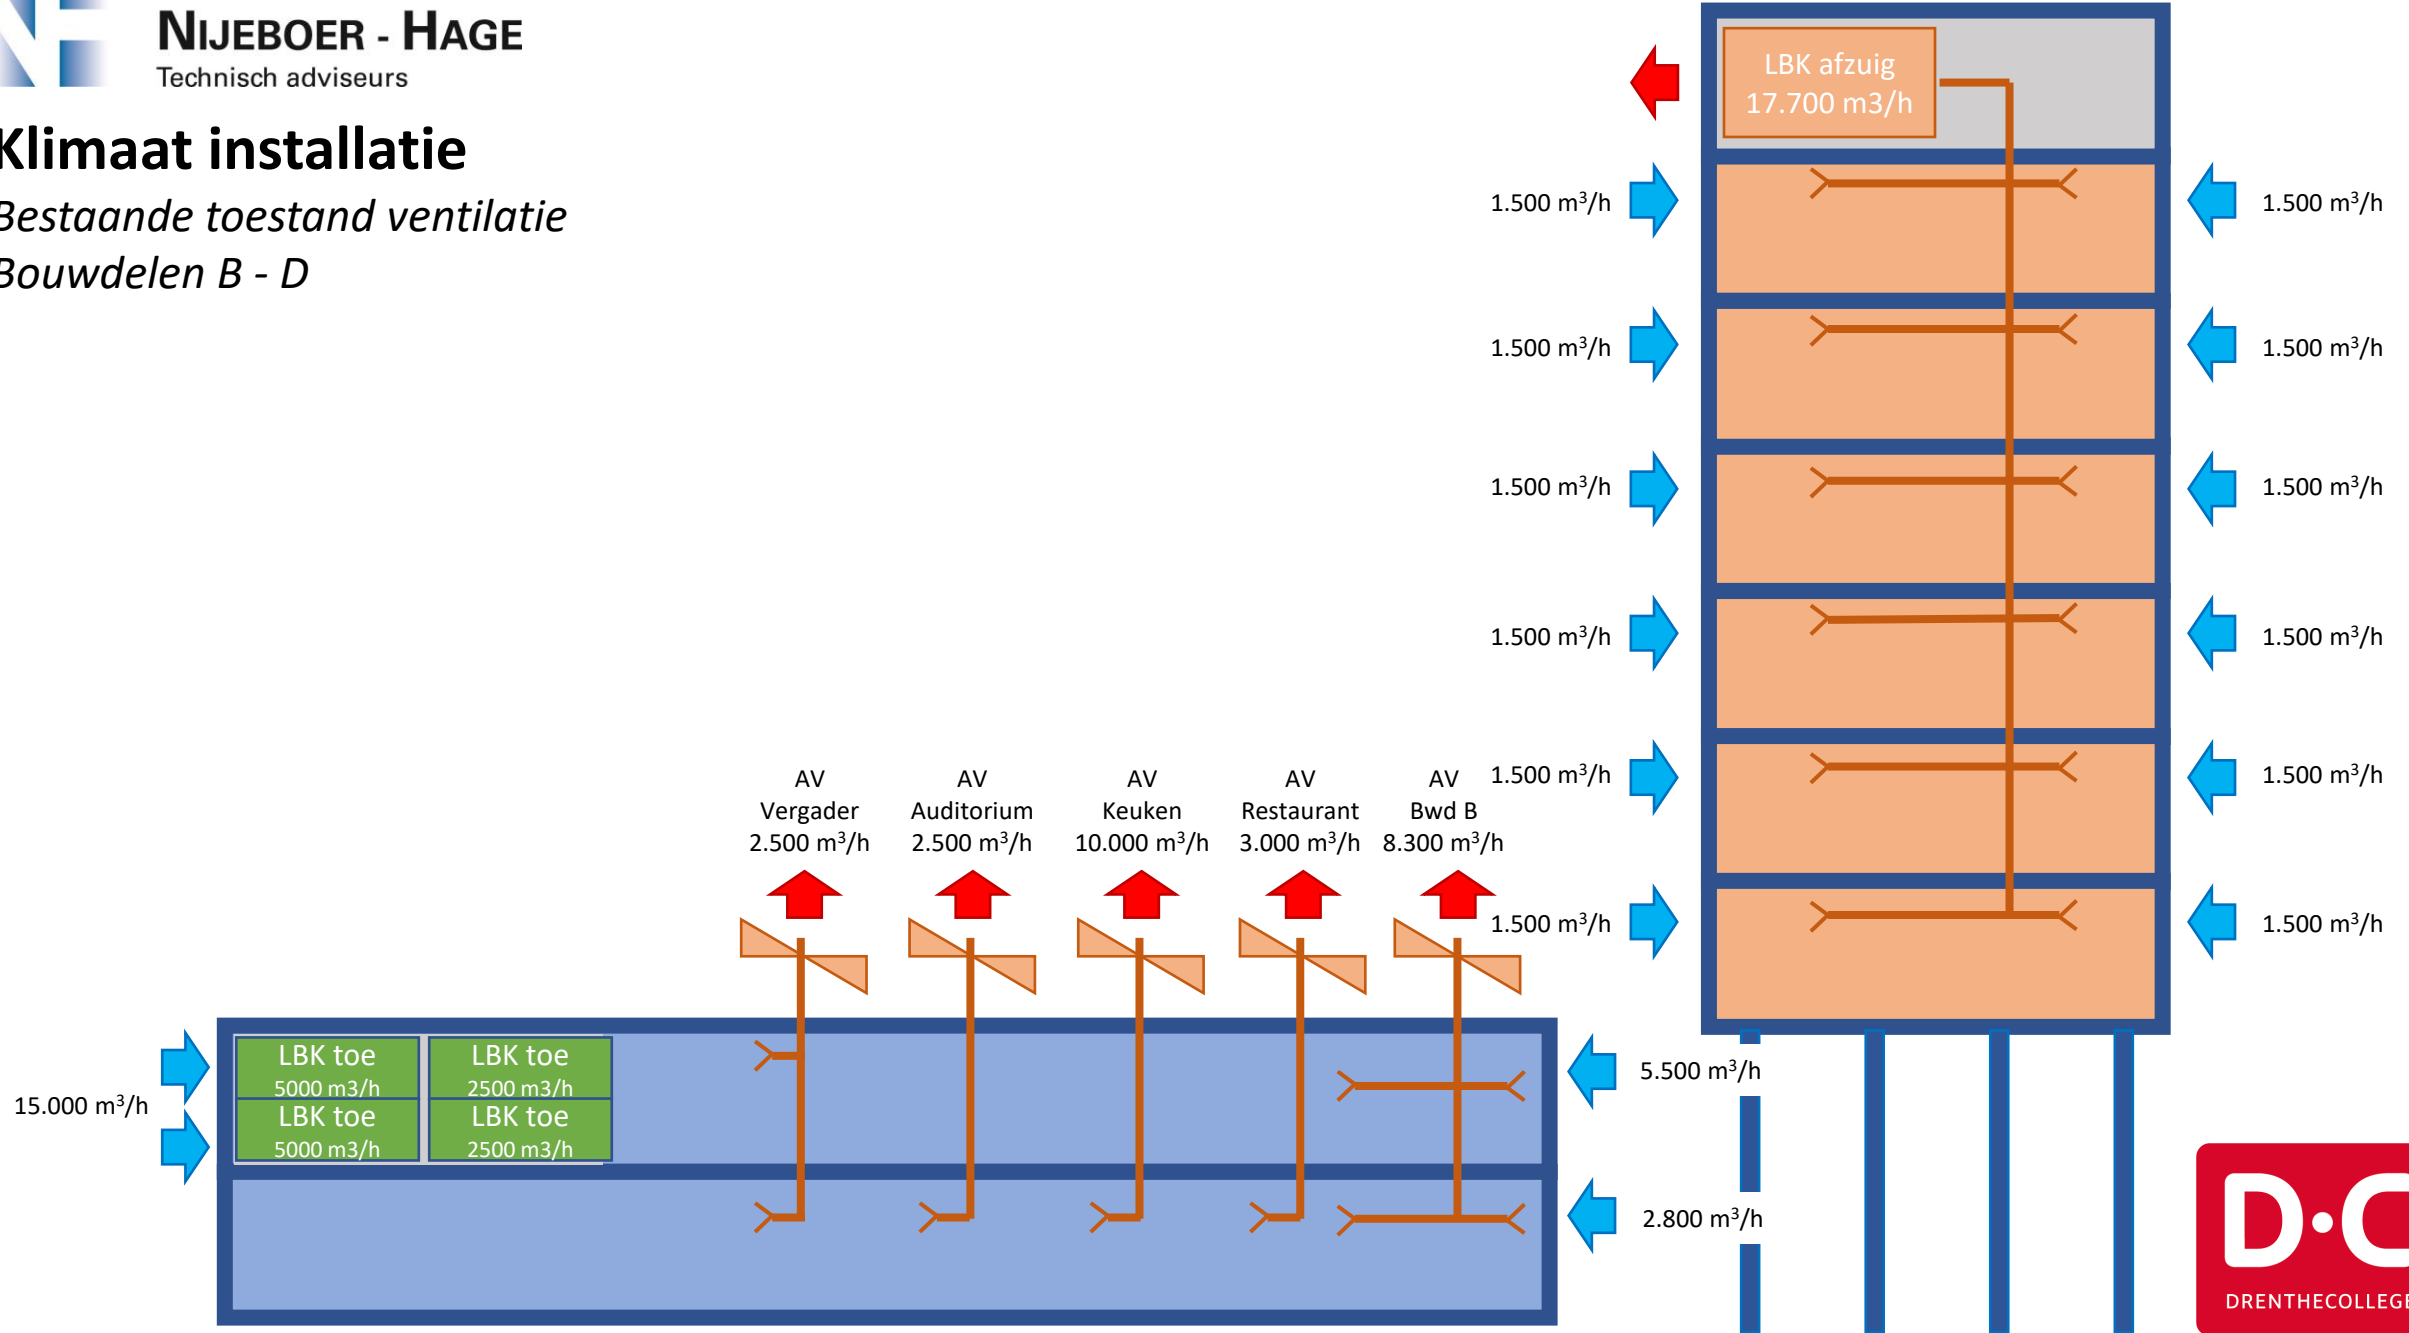 NIJEBOER - HAGE
Technisch adviseurs
Klimaat installatie
Bestaande toestand ventilatie
Bouwdelen B - D
LBK afzuig
17.700 m3/h
1.500 m³/h
1.500 m³/h
1.500 m³/h
1.500 m³/h
1.500 m³/h
1.500 m³/h
1.500 m³/h
1.500 m³/h
1.500 m³/h
1.500 m³/h
1.500 m³/h
1.500 m³/h
AV
Vergader
2.500 m³/h
AV
Auditorium
2.500 m³/h
AV
Keuken
10.000 m³/h
AV
Restaurant
3.000 m³/h
AV
Bwd B
8.300 m³/h
15.000 m³/h
LBK toe
5000 m3/h
LBK toe
2500 m3/h
LBK toe
5000 m3/h
LBK toe
2500 m3/h
5.500 m³/h
2.800 m³/h
D·C
DRENTHECOLLEGE